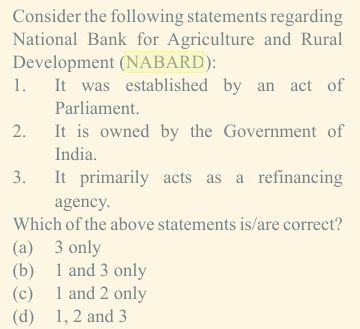 Consider the following statements regarding
National Bank for Agriculture and Rural
Development (NABARD):
1. It was established by an act of
Parliament.
2. It is owned by the Government of
India.
3. It primarily acts as a refinancing
agency.
Which of the above statements is/are correct?
(a) 3 only
(b) 1 and 3 only
(c) 1 and 2 only
(d) 1, 2 and 3